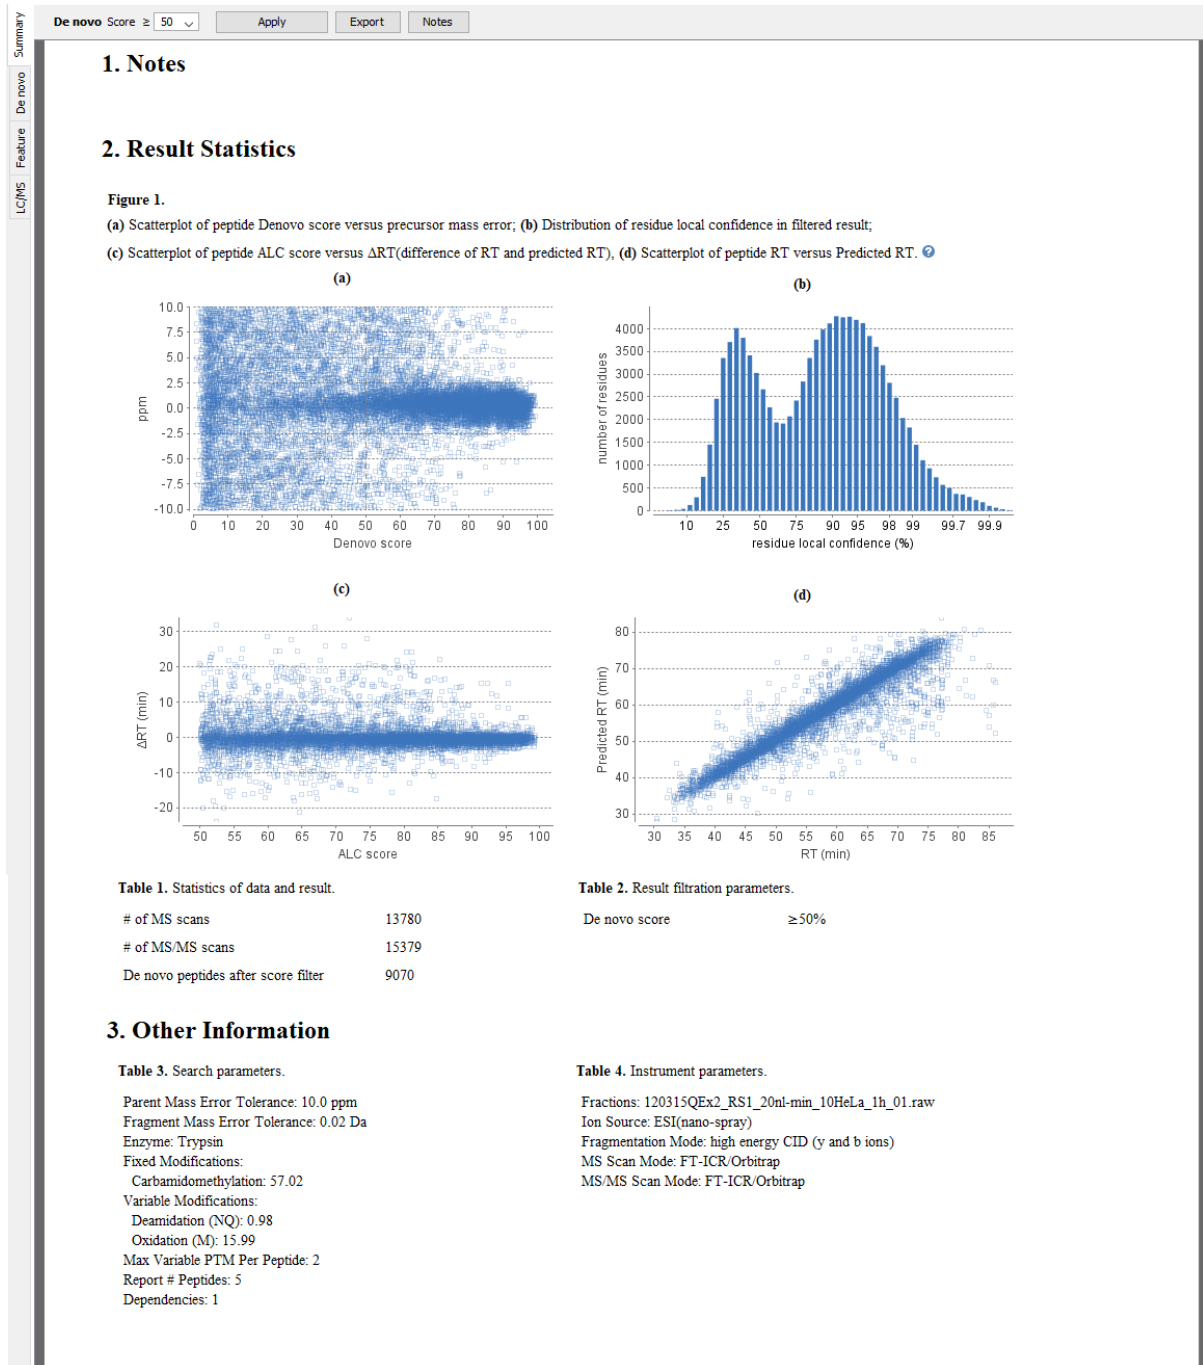 Summary
De novo
Feature
LC/MS
De novo Score ≥ 50 Apply Export Notes
1. Notes
2. Result Statistics
Figure 1.
(a) Scatterplot of peptide Denovo score versus precursor mass error; (b) Distribution of residue local confidence in filtered result;
(c) Scatterplot of peptide ALC score versus ΔRT(difference of RT and predicted RT), (d) Scatterplot of peptide RT versus Predicted RT. ?
(a)
10.0
7.5
5.0
2.5
0.0
-2.5
-5.0
-7.5
-10.0
ppm
0 10 20 30 40 50 60 70 80 90 100
Denovo score
(b)
4000
3500
3000
2500
2000
1500
1000
500
0
number of residues
10 25 50 75 90 95 98 99 99.7 99.9
residue local confidence (%)
(c)
30
20
10
0
-10
-20
ΔRT (min)
50 55 60 65 70 75 80 85 90 95 100
ALC score
(d)
80
70
60
50
40
30
Predicted RT (min)
30 35 40 45 50 55 60 65 70 75 80 85
RT (min)
Table 1. Statistics of data and result.
# of MS scans 13780
# of MS/MS scans 15379
De novo peptides after score filter 9070
Table 2. Result filtration parameters.
De novo score ≥50%
3. Other Information
Table 3. Search parameters.
Parent Mass Error Tolerance: 10.0 ppm
Fragment Mass Error Tolerance: 0.02 Da
Enzyme: Trypsin
Fixed Modifications:
Carbamidomethylation: 57.02
Variable Modifications:
Deamidation (NQ): 0.98
Oxidation (M): 15.99
Max Variable PTM Per Peptide: 2
Report # Peptides: 5
Dependencies: 1
Table 4. Instrument parameters.
Fractions: 120315QEx2_RS1_20nl-min_10HeLa_1h_01.raw
Ion Source: ESI(nano-spray)
Fragmentation Mode: high energy CID (y and b ions)
MS Scan Mode: FT-ICR/Orbitrap
MS/MS Scan Mode: FT-ICR/Orbitrap